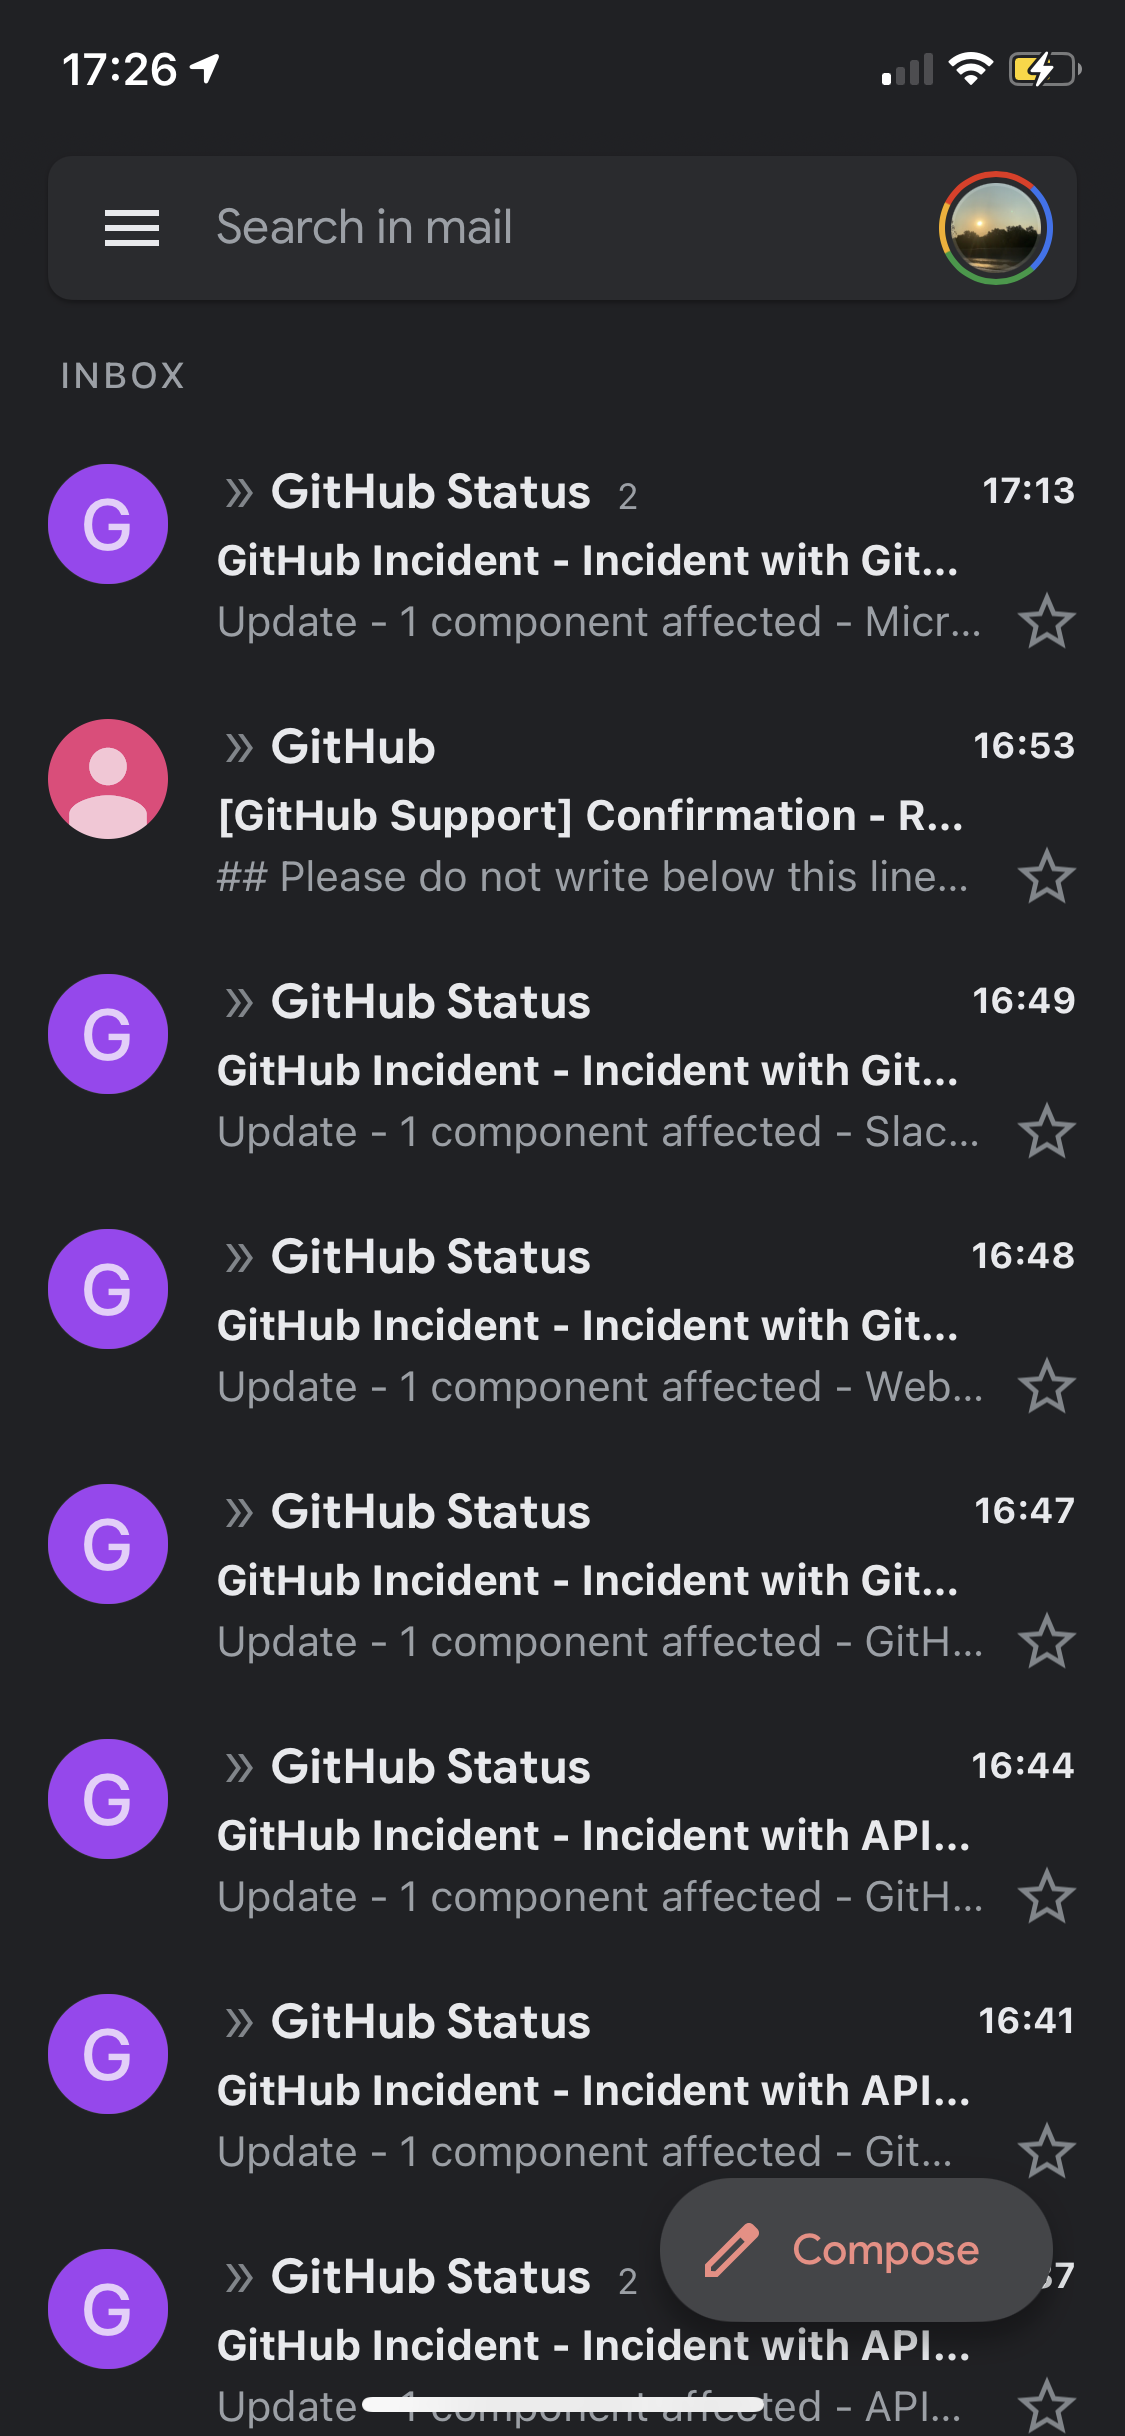 17:26
Search in mail
INBOX
G
» GitHub Status 2 17:13
GitHub Incident - Incident with Git...
Update - 1 component affected - Micr...
» GitHub 16:53
[GitHub Support] Confirmation - R...
## Please do not write below this line...
G
» GitHub Status 16:49
GitHub Incident - Incident with Git...
Update - 1 component affected - Slac...
G
» GitHub Status 16:48
GitHub Incident - Incident with Git...
Update - 1 component affected - Web...
G
» GitHub Status 16:47
GitHub Incident - Incident with Git...
Update - 1 component affected - GitH...
G
» GitHub Status 16:44
GitHub Incident - Incident with API...
Update - 1 component affected - GitH...
G
» GitHub Status 16:41
GitHub Incident - Incident with API...
Update - 1 component affected - Git...
Compose
G
» GitHub Status 2
GitHub Incident - Incident with API...
Update - 1 component affected - API...